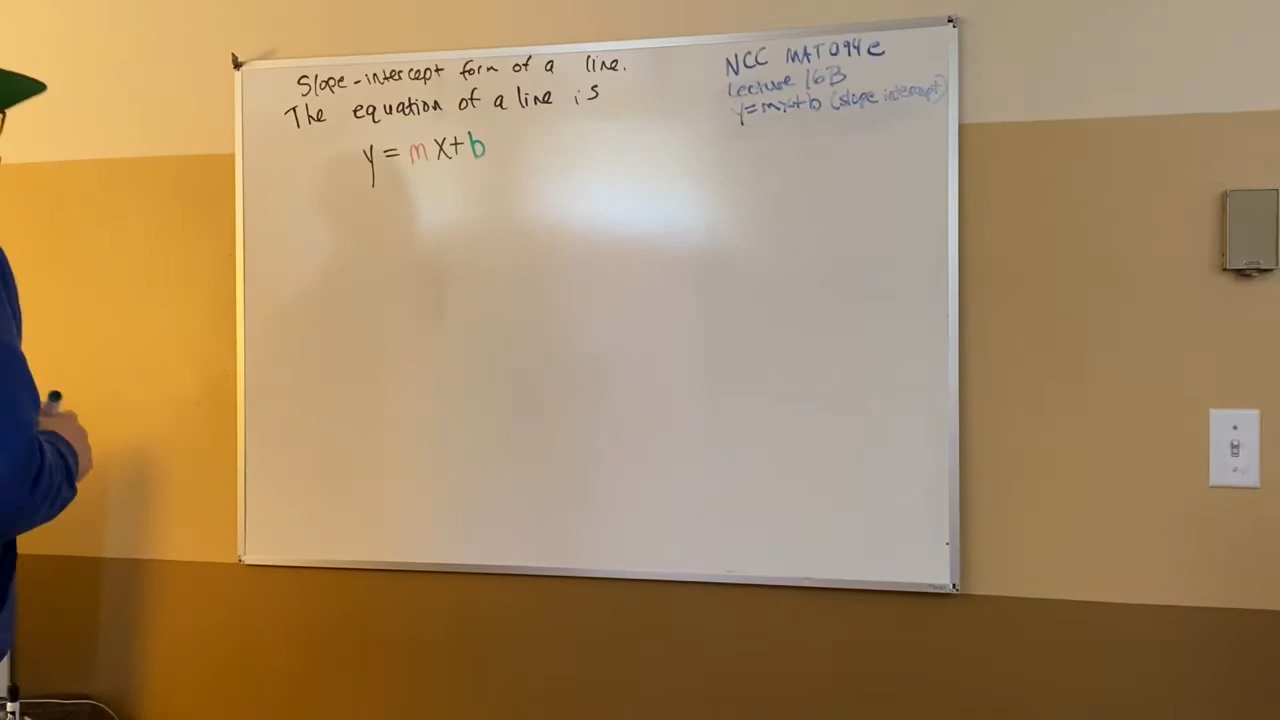 Slope-intercept form of a line.
The equation of a line is
y = mx+b
NCC MAT094e
Lecture 16B
y=mx+b (slope intercept)